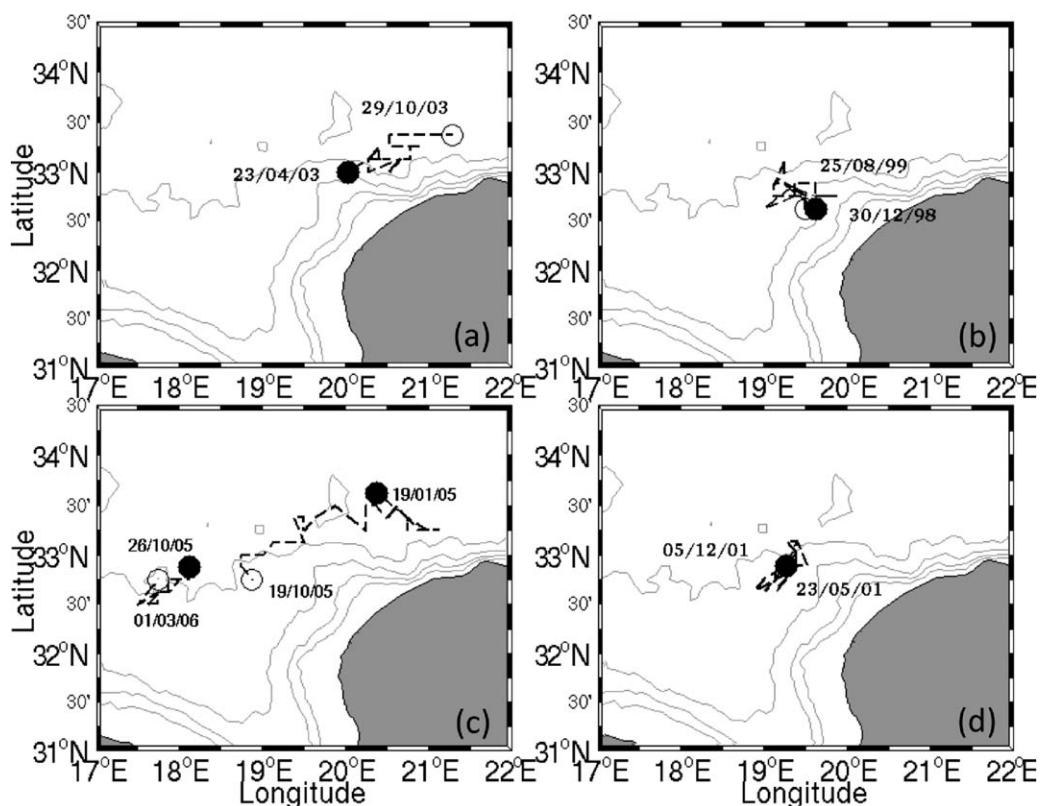 30'
34°N
30'
33°N
30'
32°N
30'
31°N
Latitude
29/10/03
23/04/03
(a)
17°E 18°E 19°E 20°E 21°E 22°E
30'
34°N
30'
33°N
30'
32°N
30'
31°N
25/08/99
30/12/98
(b)
17°E 18°E 19°E 20°E 21°E 22°E
30'
34°N
30'
33°N
30'
32°N
30'
31°N
Latitude
19/01/05
26/10/05
19/10/05
01/03/06
(c)
17°E 18°E 19°E 20°E 21°E 22°E
Longitude
30'
34°N
30'
33°N
30'
32°N
30'
31°N
05/12/01
23/05/01
(d)
17°E 18°E 19°E 20°E 21°E 22°E
Longitude